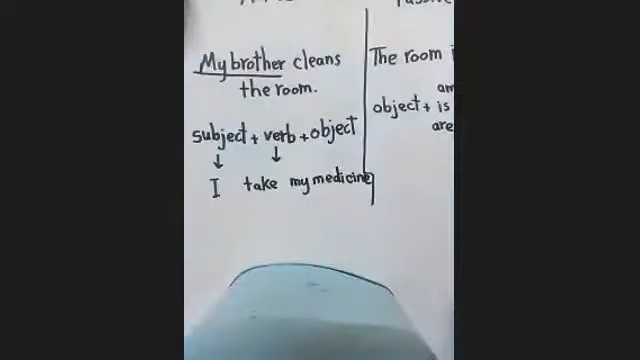 My brother cleans
the room.
subject + verb + object
I take my medicine
The room
am
object + is
are